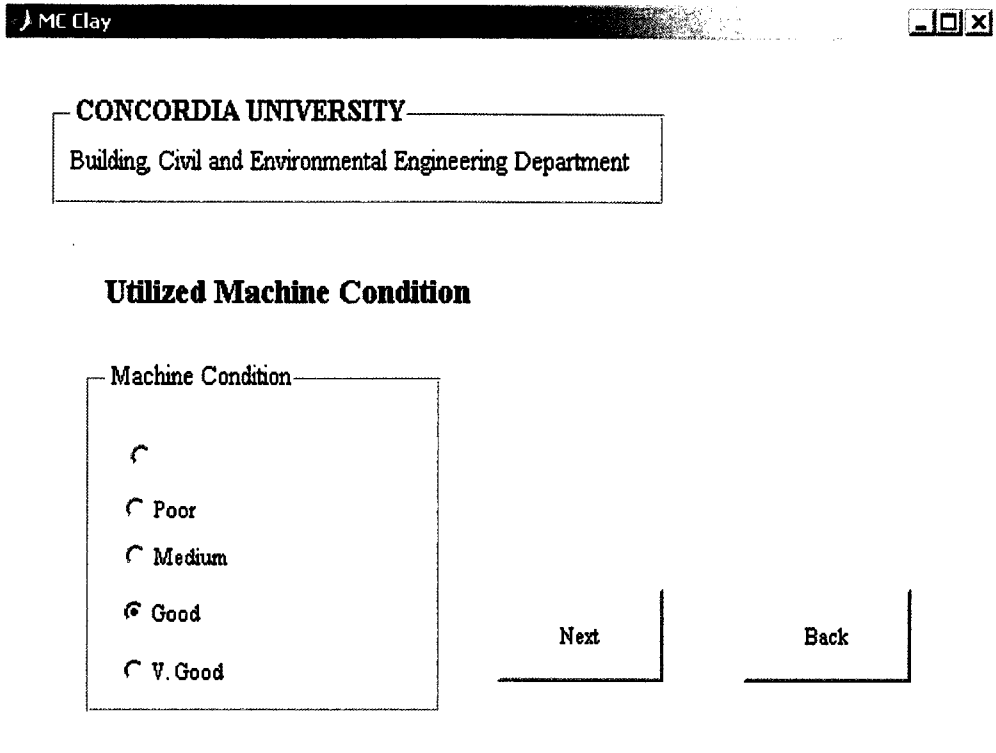 MC Clay
CONCORDIA UNIVERSITY
Building, Civil and Environmental Engineering Department
Utilized Machine Condition
Machine Condition
Poor
Medium
Good
V. Good
Next
Back